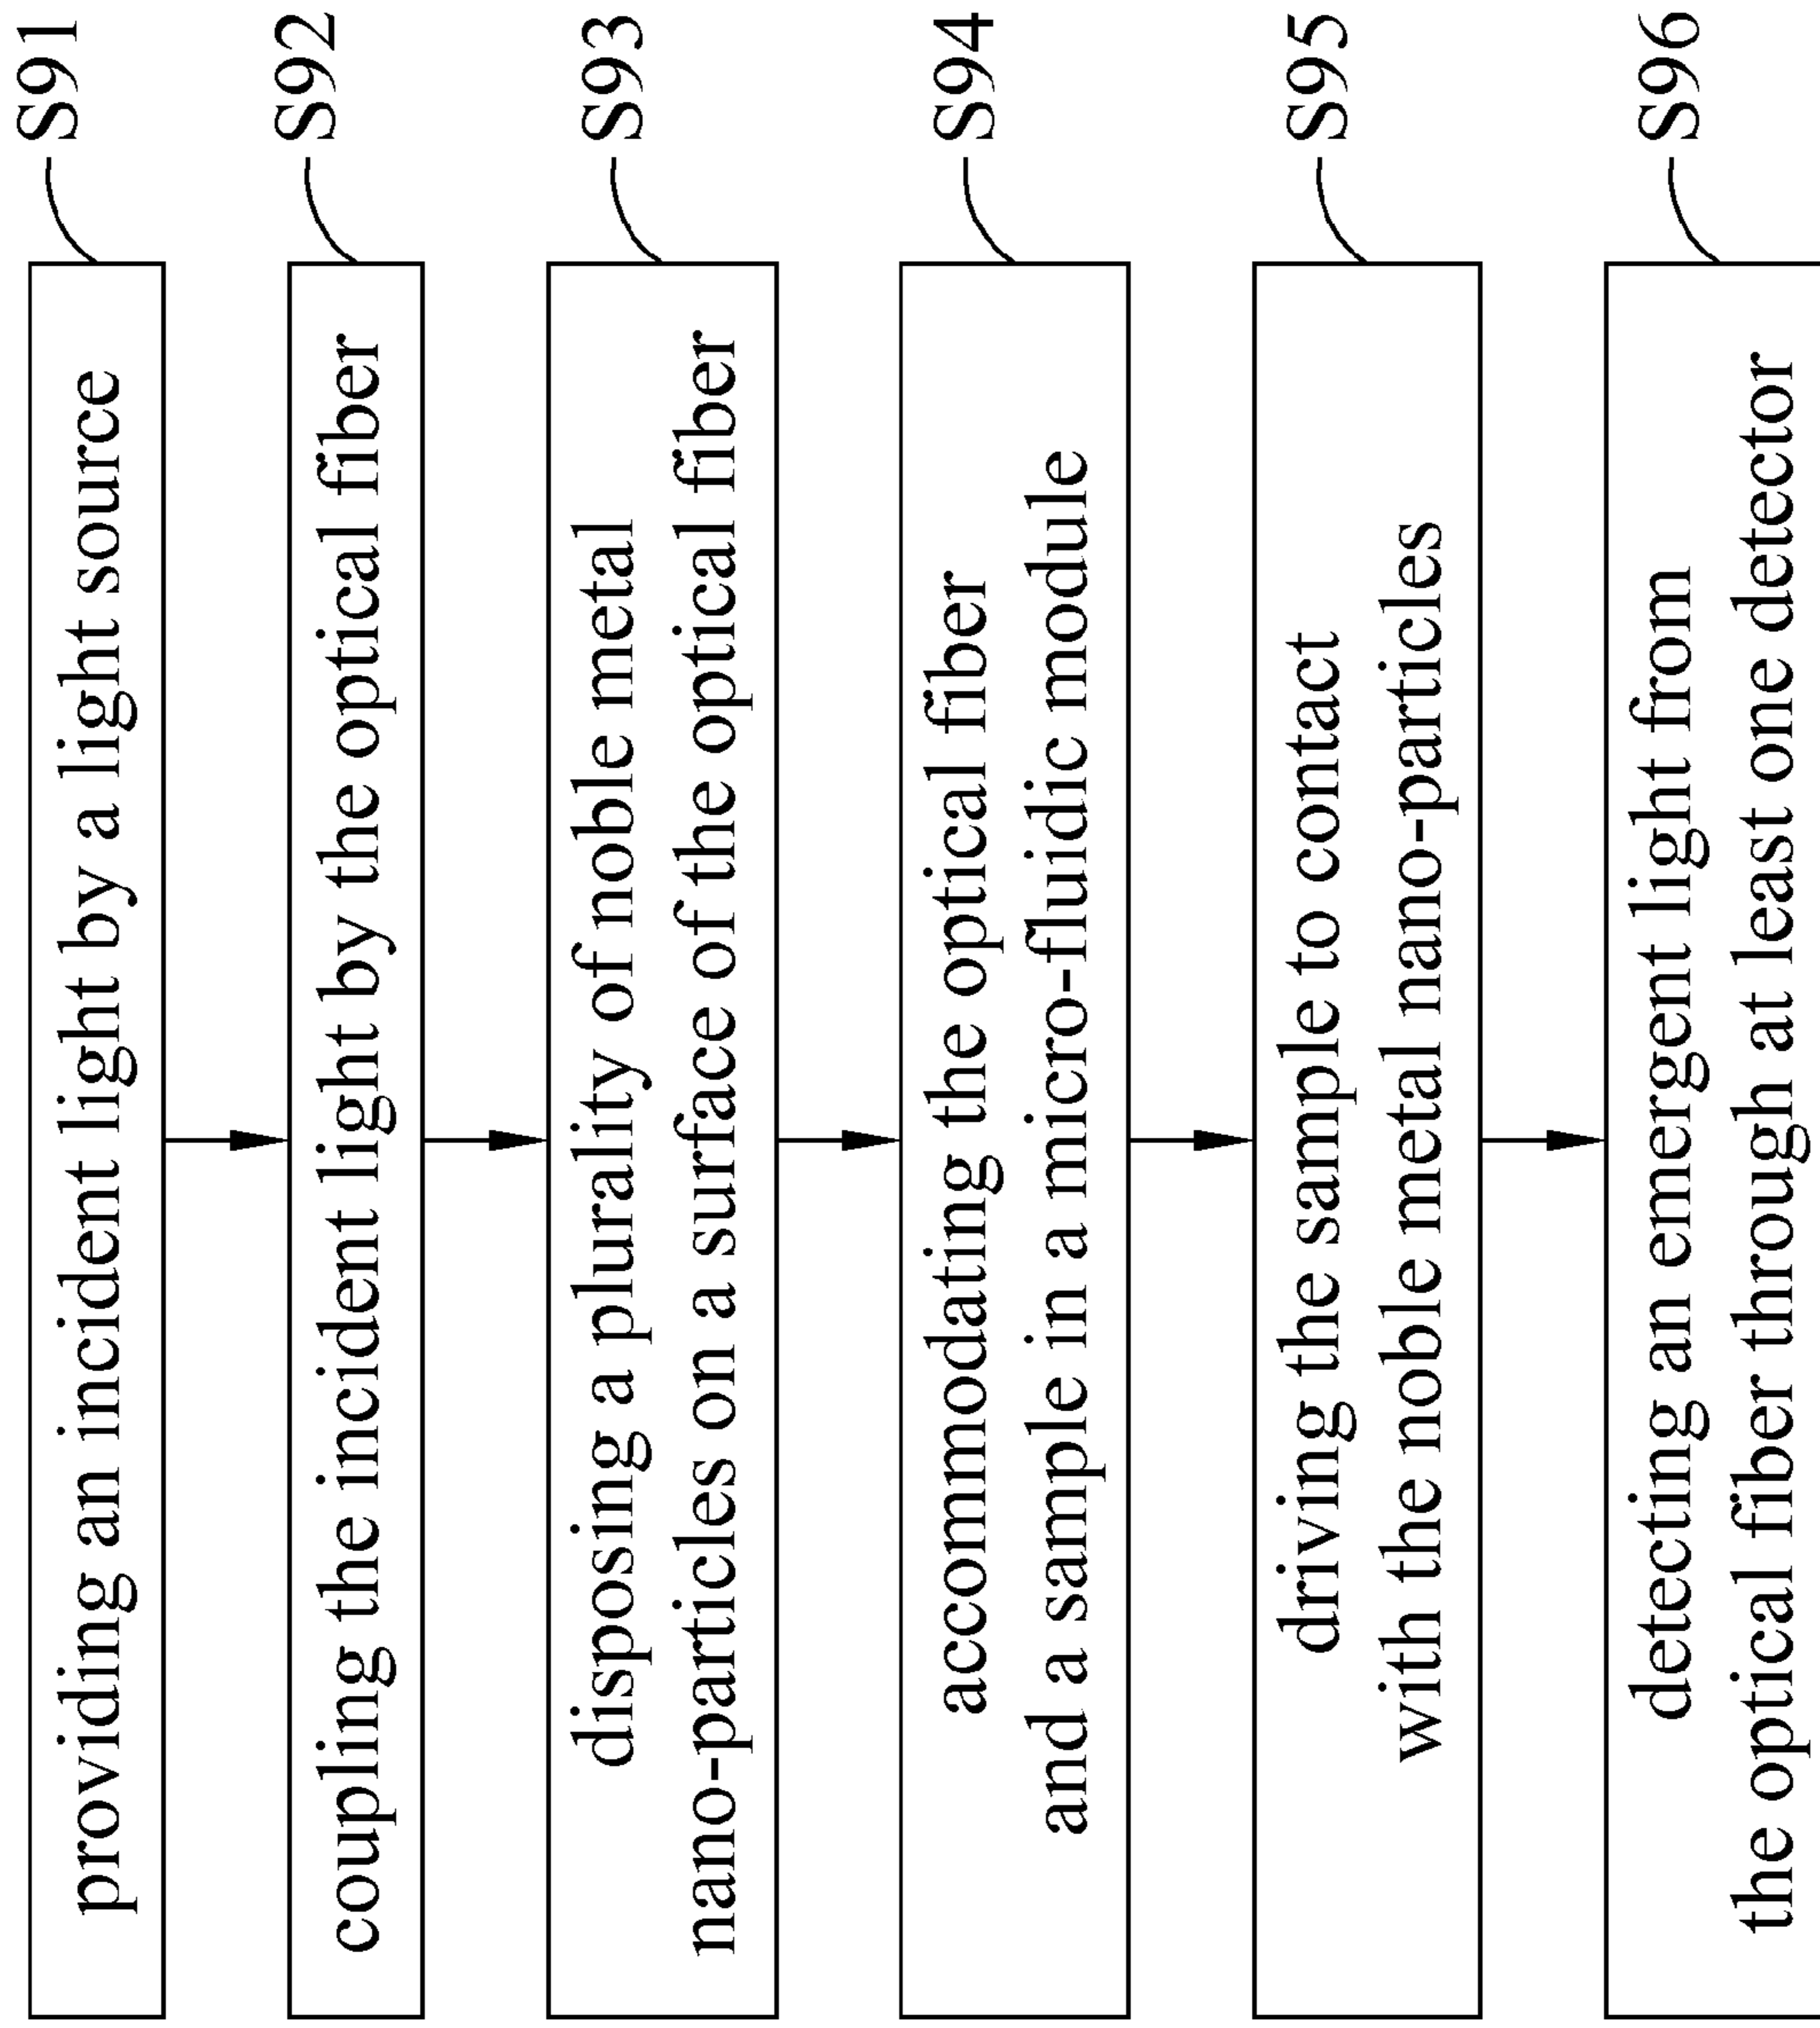 providing an incident light by a light source
S91
coupling the incident light by the optical fiber
S92
disposing a plurality of noble metal
nano-particles on a surface of the optical fiber
S93
accommodating the optical fiber
and a sample in a micro-fluidic module
S94
driving the sample to contact
with the noble metal nano-particles
S95
detecting an emergent light from
the optical fiber through at least one detector
S96